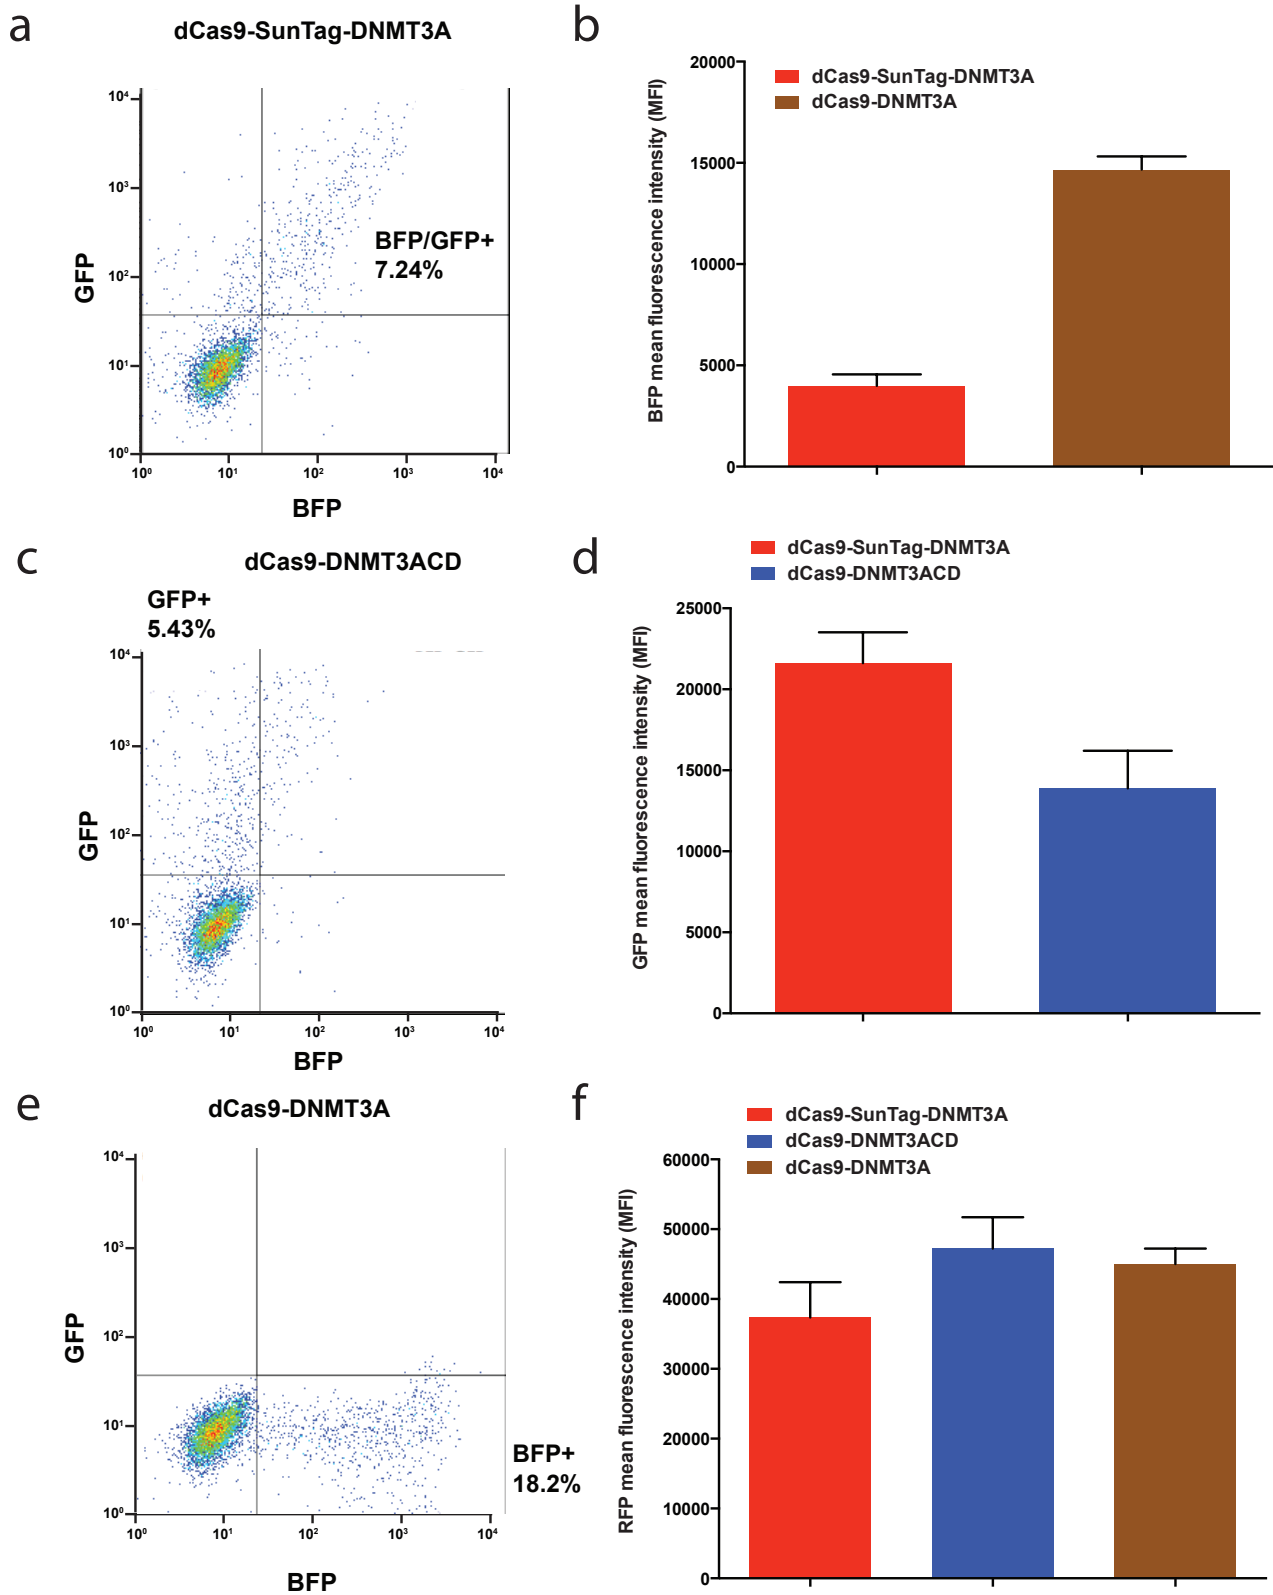 a
dCas9-SunTag-DNMT3A
10⁴
10³
10²
10¹
10⁰
GFP
BFP/GFP+
7.24%
10⁰ 10¹ 10² 10³ 10⁴
BFP
b
dCas9-SunTag-DNMT3A
dCas9-DNMT3A
BFP mean fluorescence intensity (MFI)
20000
15000
10000
5000
0
c
dCas9-DNMT3ACD
GFP+
5.43%
10⁴
10³
10²
10¹
10⁰
GFP
10⁰ 10¹ 10² 10³ 10⁴
BFP
d
dCas9-SunTag-DNMT3A
dCas9-DNMT3ACD
GFP mean fluorescence intensity (MFI)
25000
20000
15000
10000
5000
0
e
dCas9-DNMT3A
10⁴
10³
10²
10¹
10⁰
GFP
BFP+
18.2%
10⁰ 10¹ 10² 10³ 10⁴
BFP
f
dCas9-SunTag-DNMT3A
dCas9-DNMT3ACD
dCas9-DNMT3A
RFP mean fluorescence intensity (MFI)
60000
50000
40000
30000
20000
10000
0